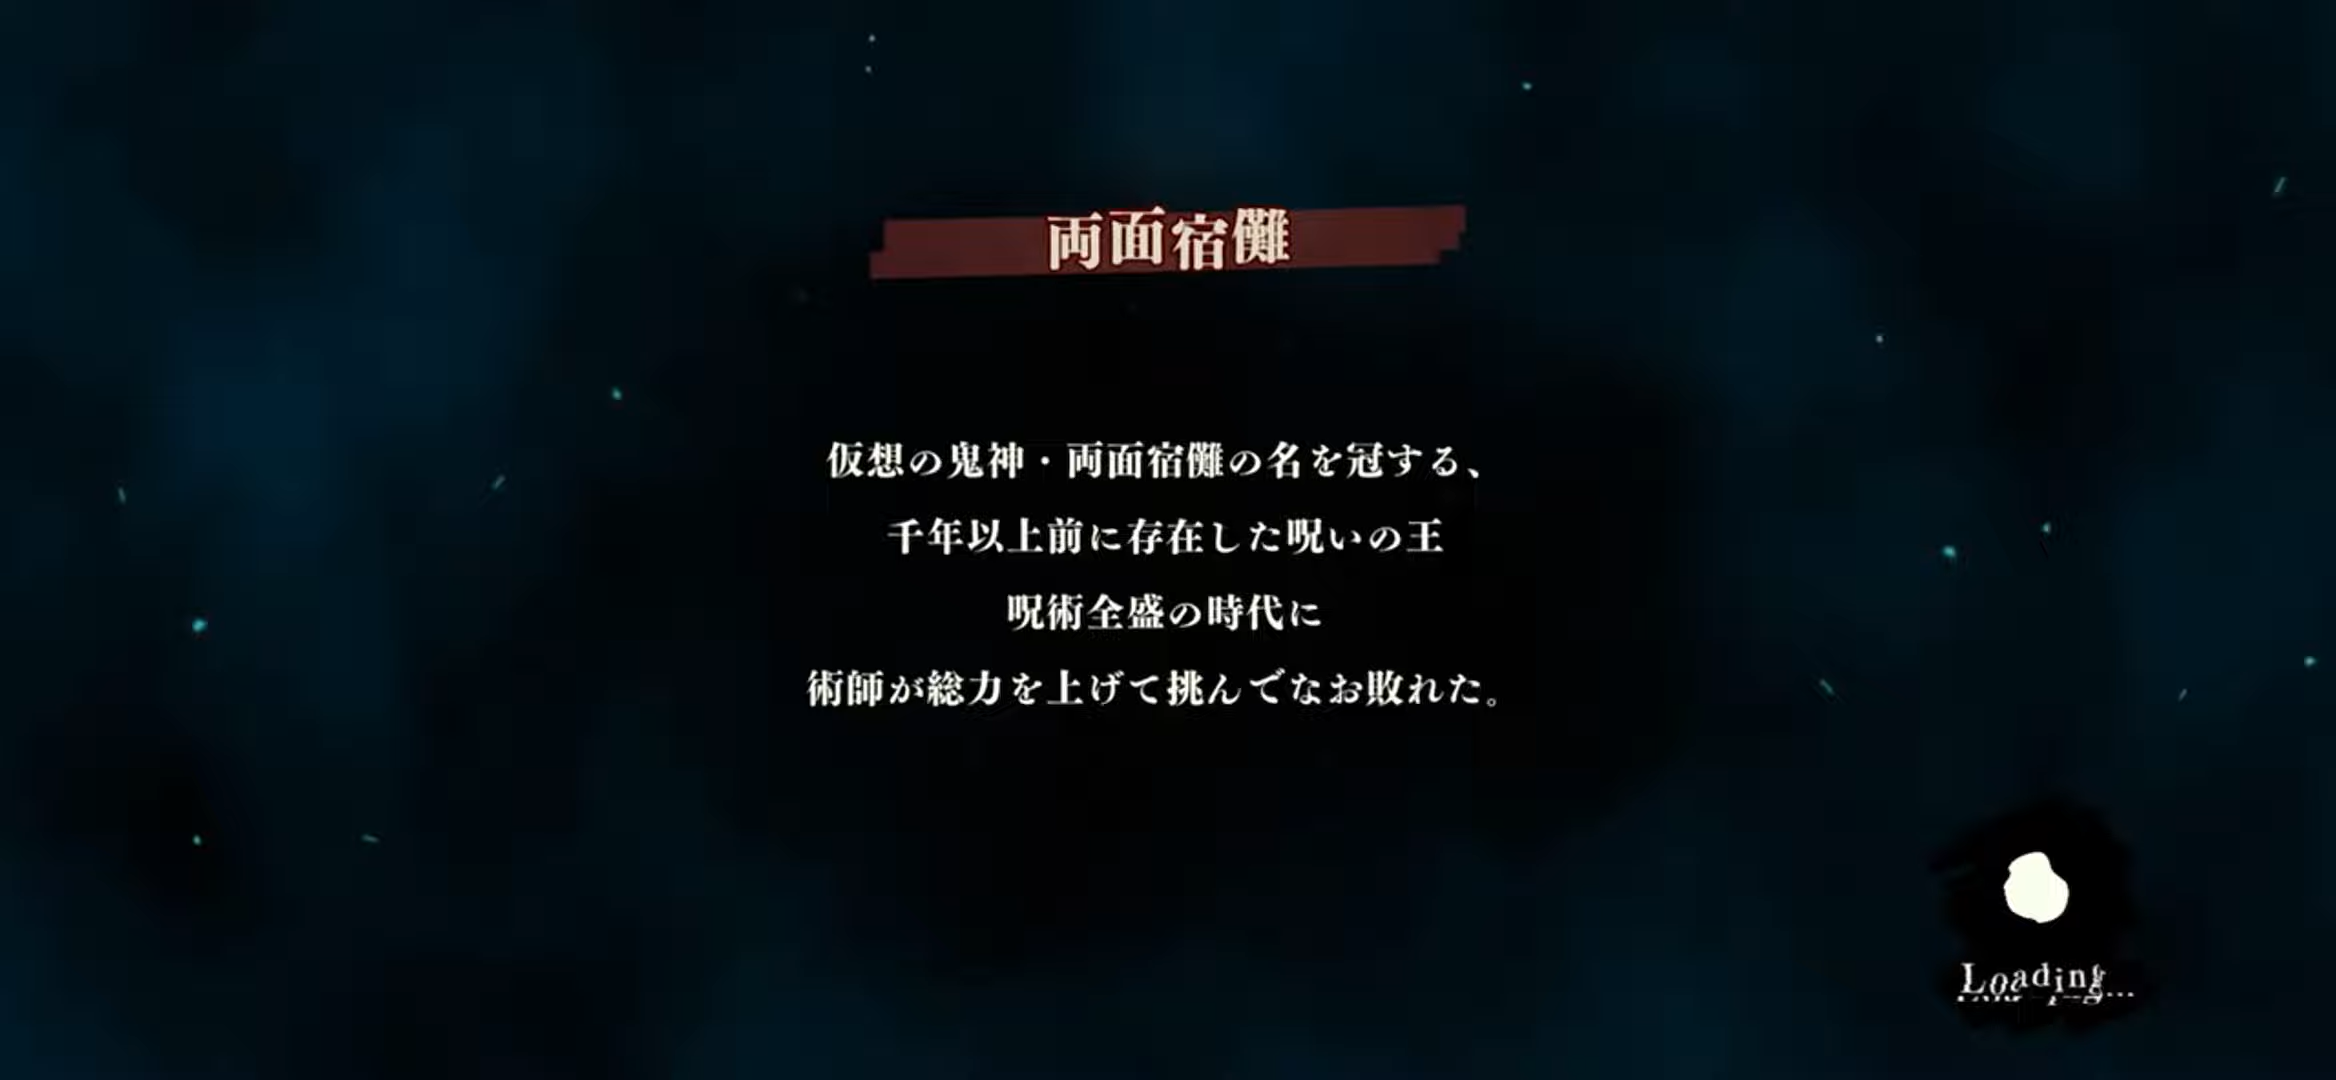 両面宿儺
仮想の鬼神・両面宿儺の名を冠する、
千年以上前に存在した呪いの王
呪術全盛の時代に
術師が総力を上げて挑んでなお敗れた。
Loading...